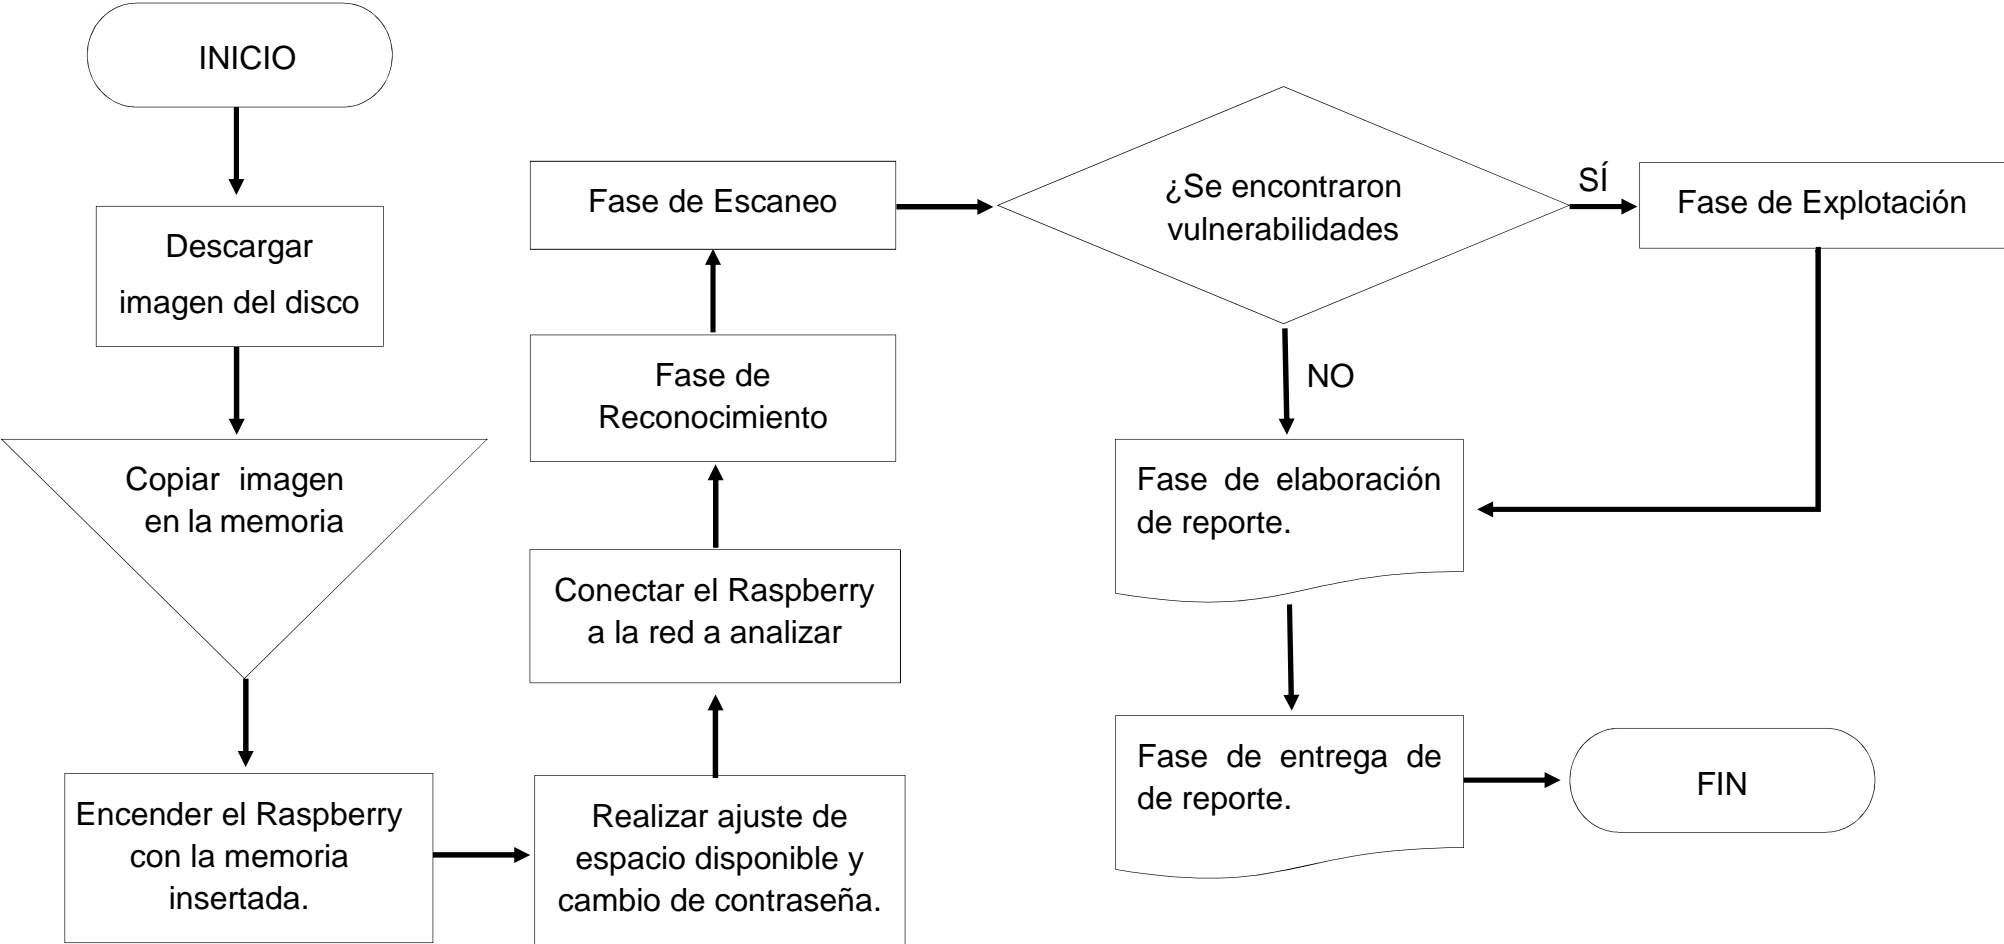 INICIO
Descargar
imagen del disco
Copiar imagen
en la memoria
Encender el Raspberry
con la memoria
insertada.
Realizar ajuste de
espacio disponible y
cambio de contraseña.
Conectar el Raspberry
a la red a analizar
Fase de
Reconocimiento
Fase de Escaneo
¿Se encontraron
vulnerabilidades
SÍ
Fase de Explotación
NO
Fase de elaboración
de reporte.
Fase de entrega de
de reporte.
FIN